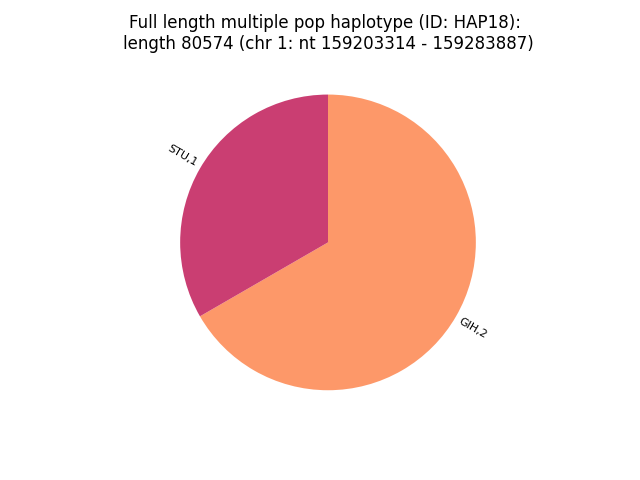 Full length multiple pop haplotype (ID: HAP18):
length 80574 (chr 1: nt 159203314 - 159283887)
STU,1
GIH,2